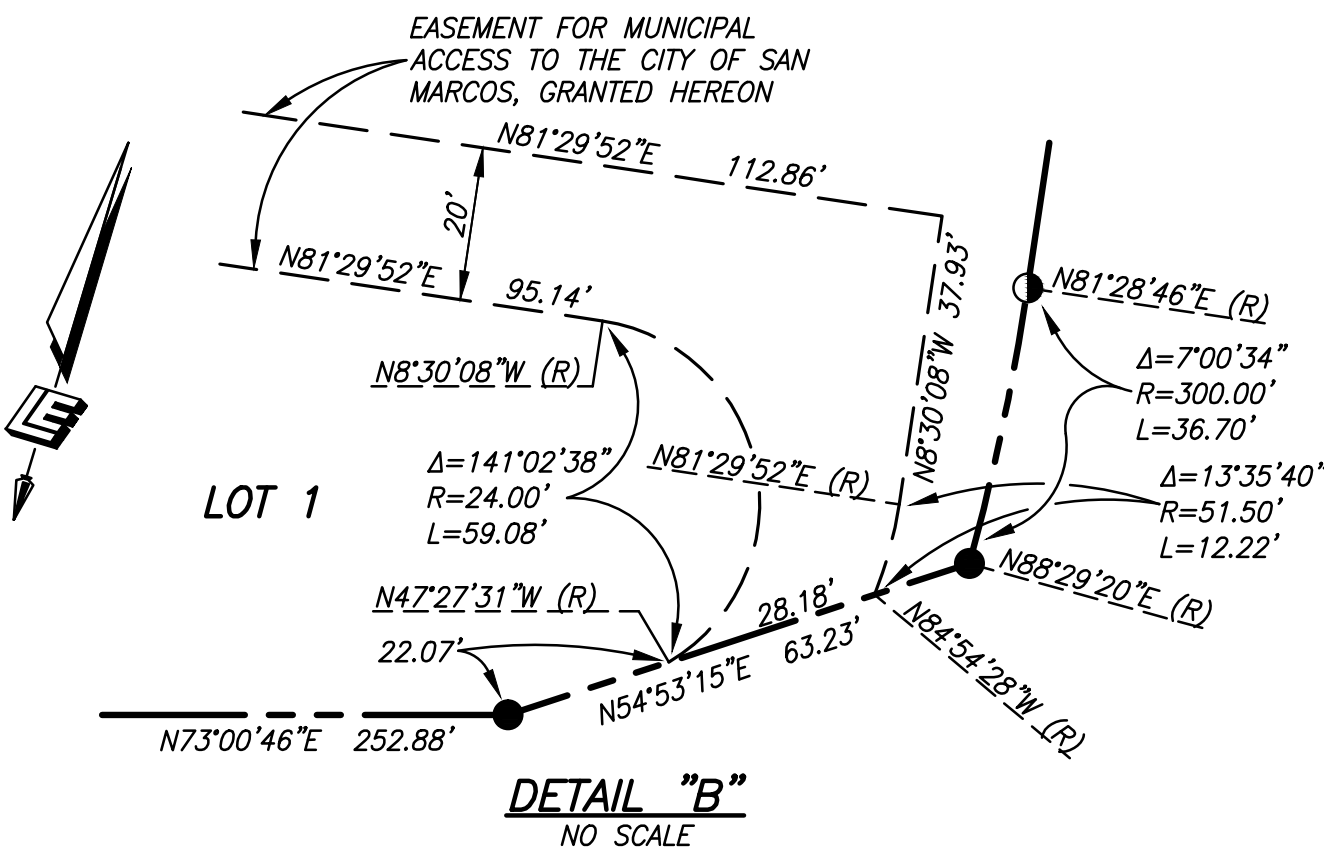 EASEMENT FOR MUNICIPAL
ACCESS TO THE CITY OF SAN
MARCOS, GRANTED HEREON
N81°29'52"E
112.86'
20'
N81°29'52"E
95.14'
N8°30'08"W 37.93'
N81°28'46"E (R)
N8°30'08"W (R)
Δ=7°00'34"
R=300.00'
L=36.70'
Δ=141°02'38"
R=24.00'
L=59.08'
N81°29'52"E (R)
Δ=13°35'40"
R=51.50'
L=12.22'
LOT 1
N88°29'20"E (R)
N47°27'31"W (R)
28.18'
63.23'
N84°54'28"W (R)
22.07'
N54°53'15"E
N73°00'46"E 252.88'
DETAIL "B"
NO SCALE